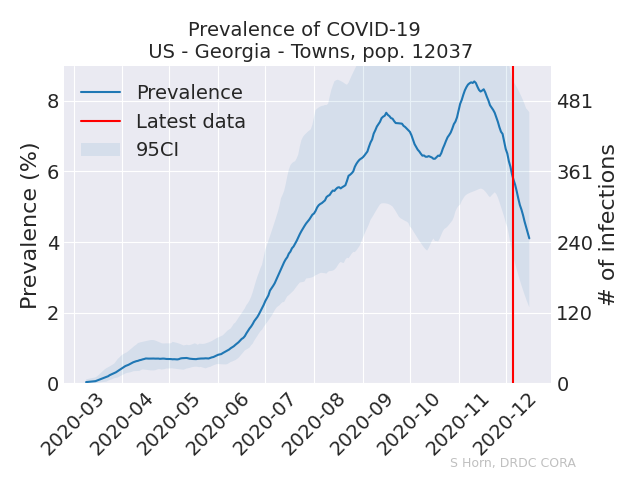 Prevalence of COVID-19
US - Georgia - Towns, pop. 12037
Prevalence
Latest data
95CI
Prevalence (%)
8
6
4
2
0
481
361
240
120
0
# of infections
2020-03
2020-04
2020-05
2020-06
2020-07
2020-08
2020-09
2020-10
2020-11
2020-12
S Horn, DRDC CORA